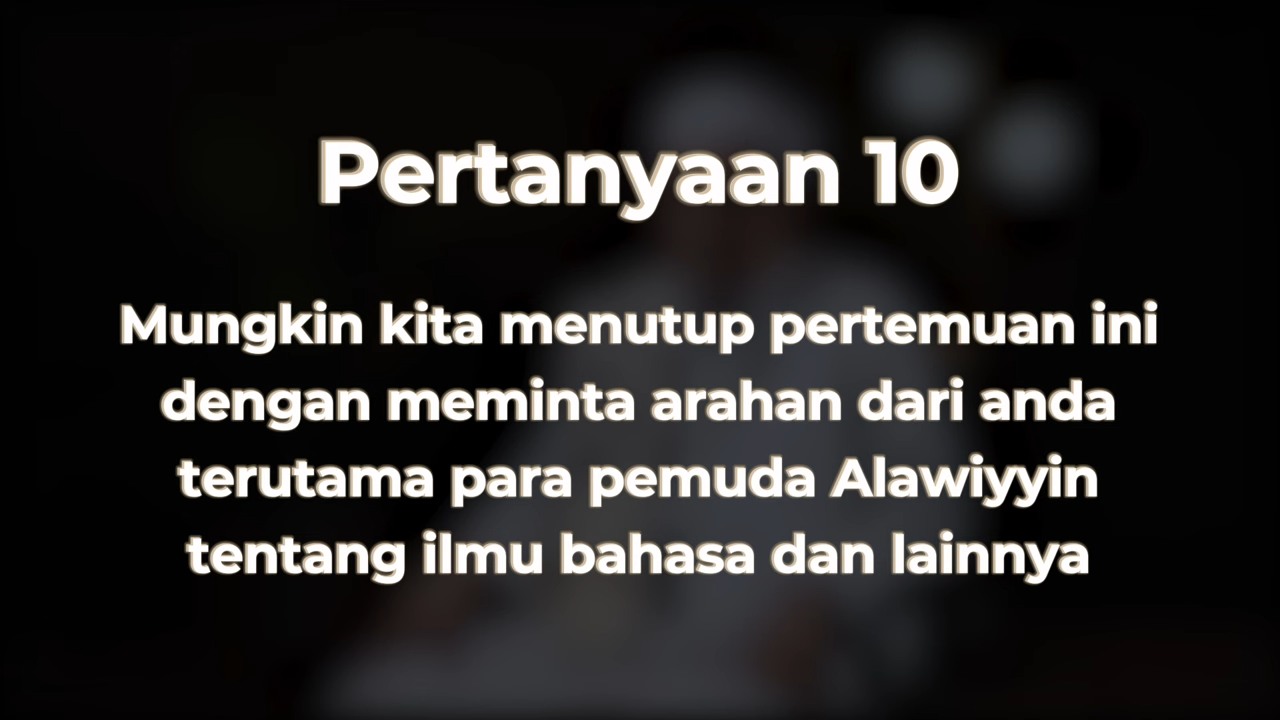 Pertanyaan 10
Mungkin kita menutup pertemuan ini
dengan meminta arahan dari anda
terutama para pemuda Alawiyyin
tentang ilmu bahasa dan lainnya